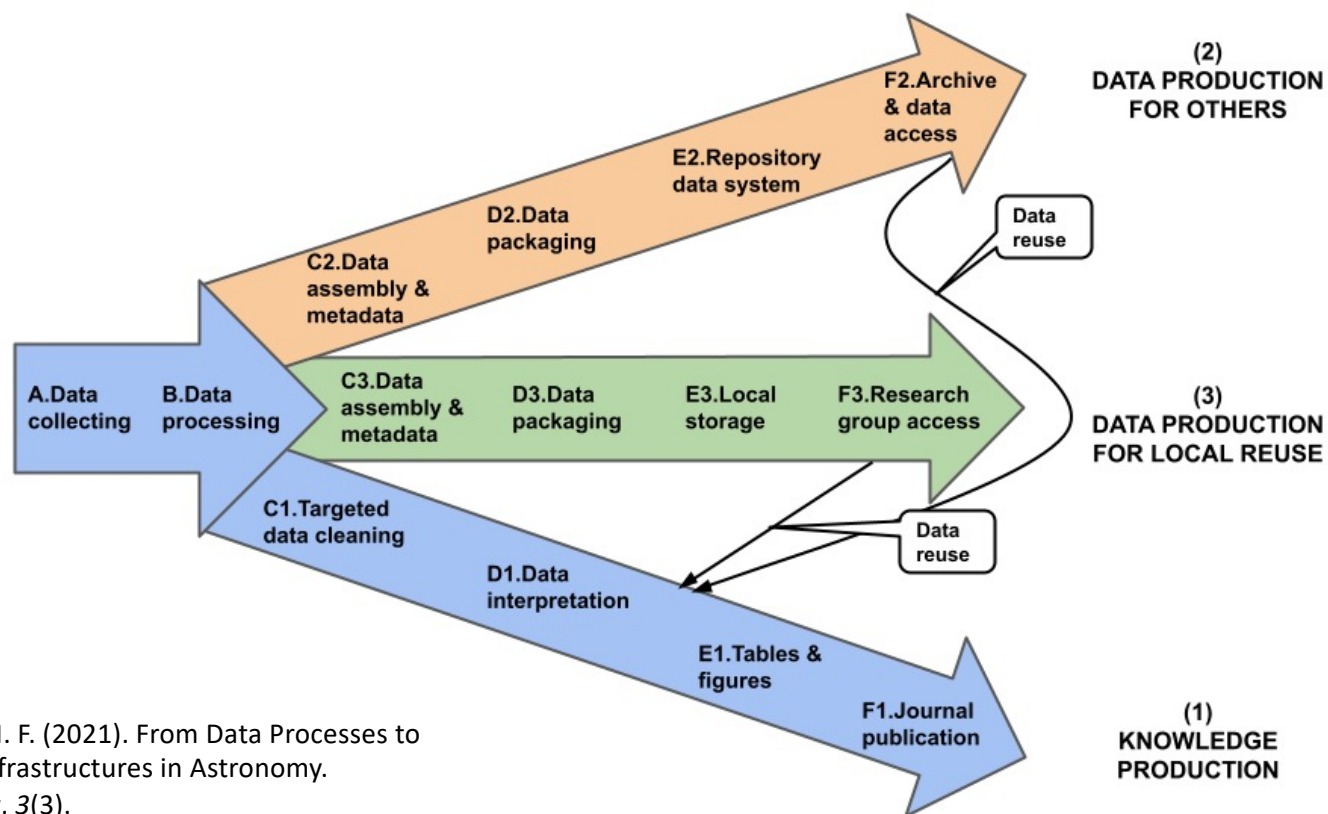 (2)
DATA PRODUCTION
FOR OTHERS
F2.Archive
& data
access
E2.Repository
data system
D2.Data
packaging
C2.Data
assembly &
metadata
Data
reuse
A.Data
collecting
B.Data
processing
C3.Data
assembly &
metadata
D3.Data
packaging
E3.Local
storage
F3.Research
group access
(3)
DATA PRODUCTION
FOR LOCAL REUSE
C1.Targeted
data cleaning
Data
reuse
D1.Data
interpretation
E1.Tables &
figures
F1.Journal
publication
(1)
KNOWLEDGE
PRODUCTION
F. (2021). From Data Processes to
frastructures in Astronomy.
3(3).